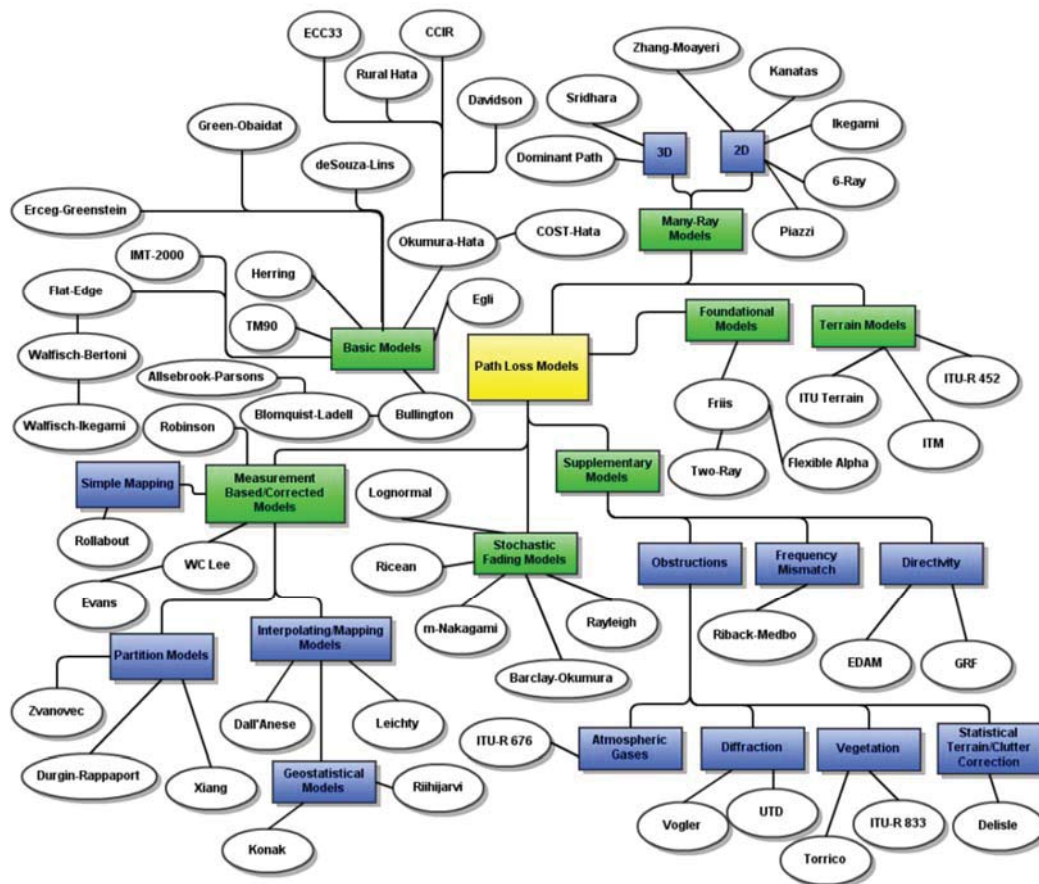 ECC33
CCIR
Rural Hata
Zhang-Moayeri
Kanatas
Sridhara
Davidson
Green-Obaidat
Ikegami
3D
2D
deSouza-Lins
Dominant Path
6-Ray
Erceg-Greenstein
Many-Ray
Models
Piazzi
Okumura-Hata
COST-Hata
IMT-2000
Herring
Flat-Edge
Egli
Foundational
Models
Terrain Models
TM90
Basic Models
Path Loss Models
Walfisch-Bertoni
Allsebrook-Parsons
ITU-R 452
ITU Terrain
Friis
Blomquist-Ladell
Bullington
Walfisch-Ikegami
Robinson
ITM
Two-Ray
Flexible Alpha
Simple Mapping
Measurement
Based/Corrected
Models
Supplementary
Models
Lognormal
Rollabout
Stochastic
Fading Models
Obstructions
Frequency
Mismatch
Directivity
WC Lee
Ricean
Evans
m-Nakagami
Rayleigh
Riback-Medbo
Partition Models
Interpolating/Mapping
Models
EDAM
GRF
Barclay-Okumura
Zvanovec
Dall'Anese
Leichty
ITU-R 676
Atmospheric
Gases
Diffraction
Vegetation
Statistical
Terrain/Clutter
Correction
Durgin-Rappaport
Xiang
Geostatistical
Models
Riihijarvi
Vogler
UTD
ITU-R 833
Delisle
Konak
Torrico